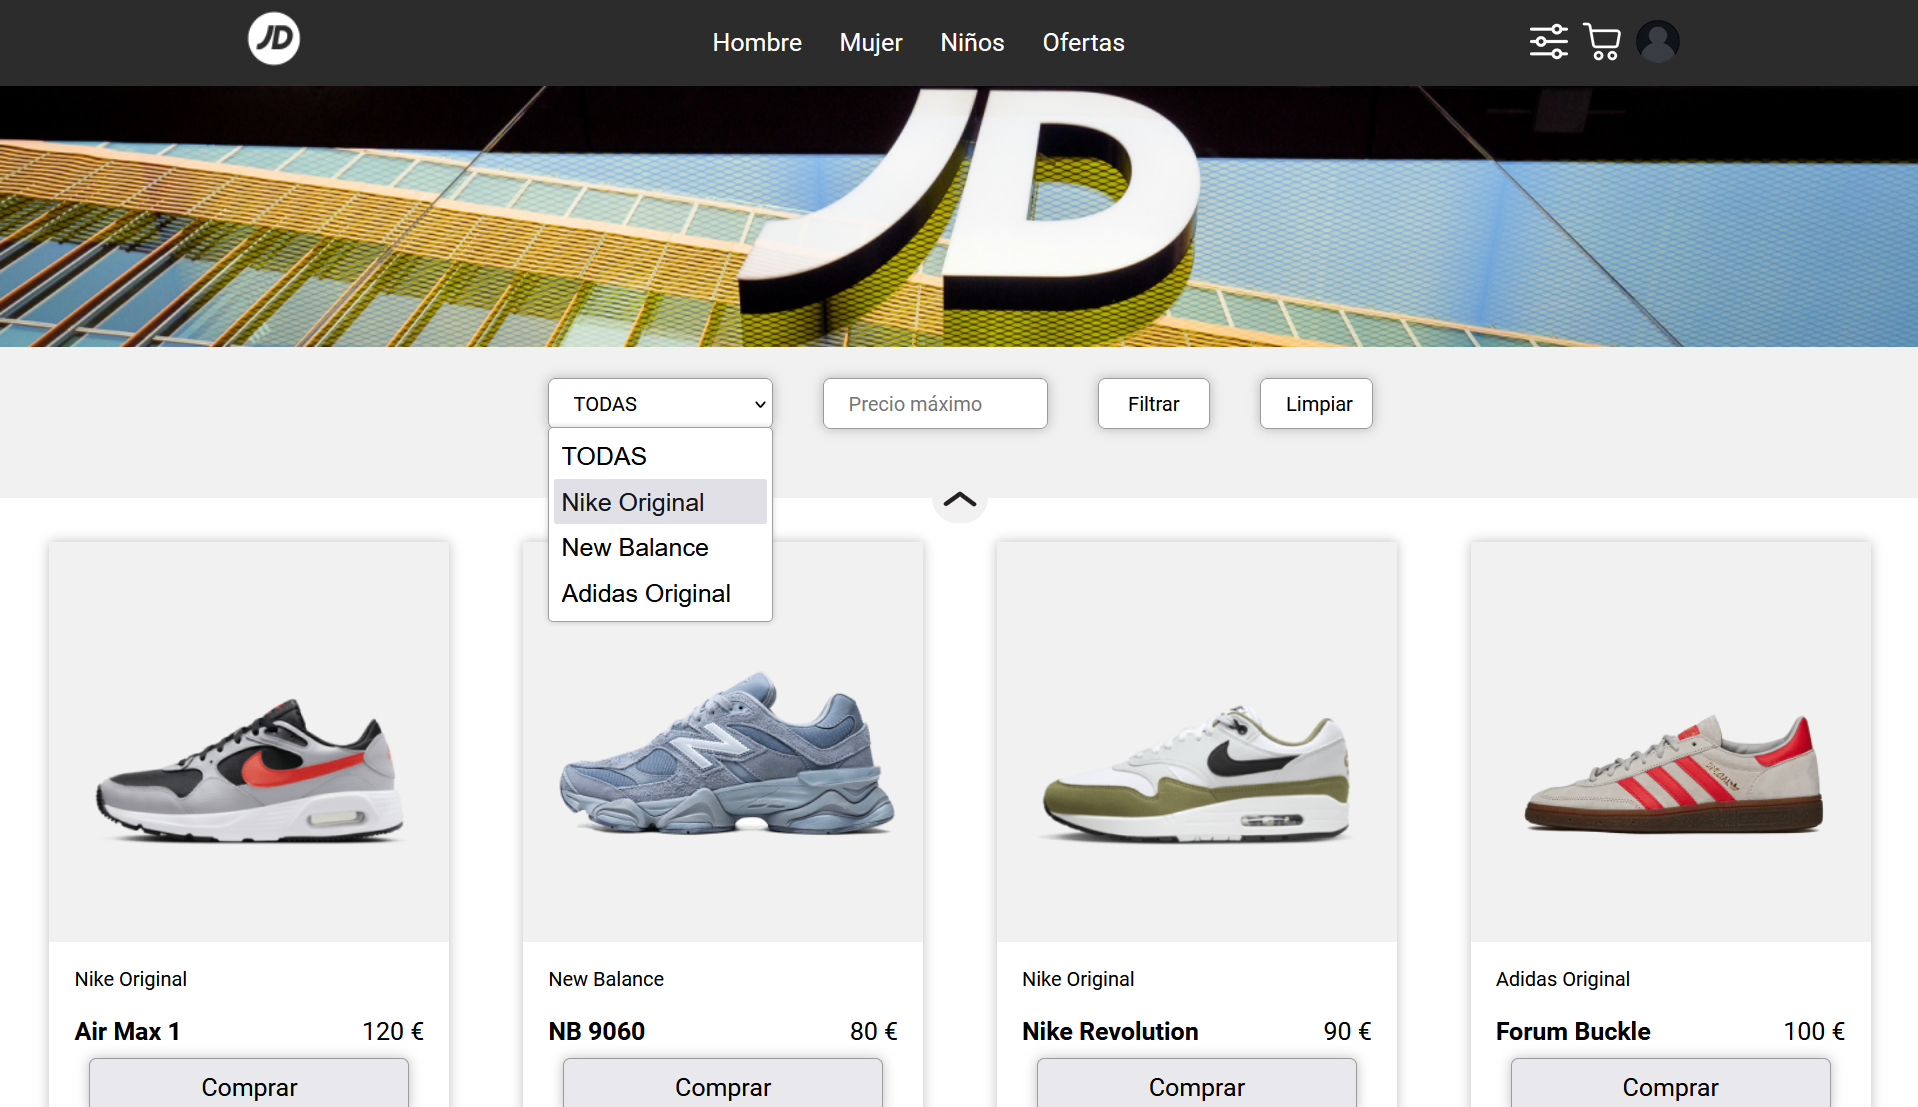 JD
Hombre Mujer Niños Ofertas
JD
TODAS Precio máximo Filtrar Limpiar
TODAS
Nike Original
New Balance
Adidas Original
Nike Original New Balance Nike Original Adidas Original
Air Max 1 120 € NB 9060 80 € Nike Revolution 90 € Forum Buckle 100 €
Comprar Comprar Comprar Comprar